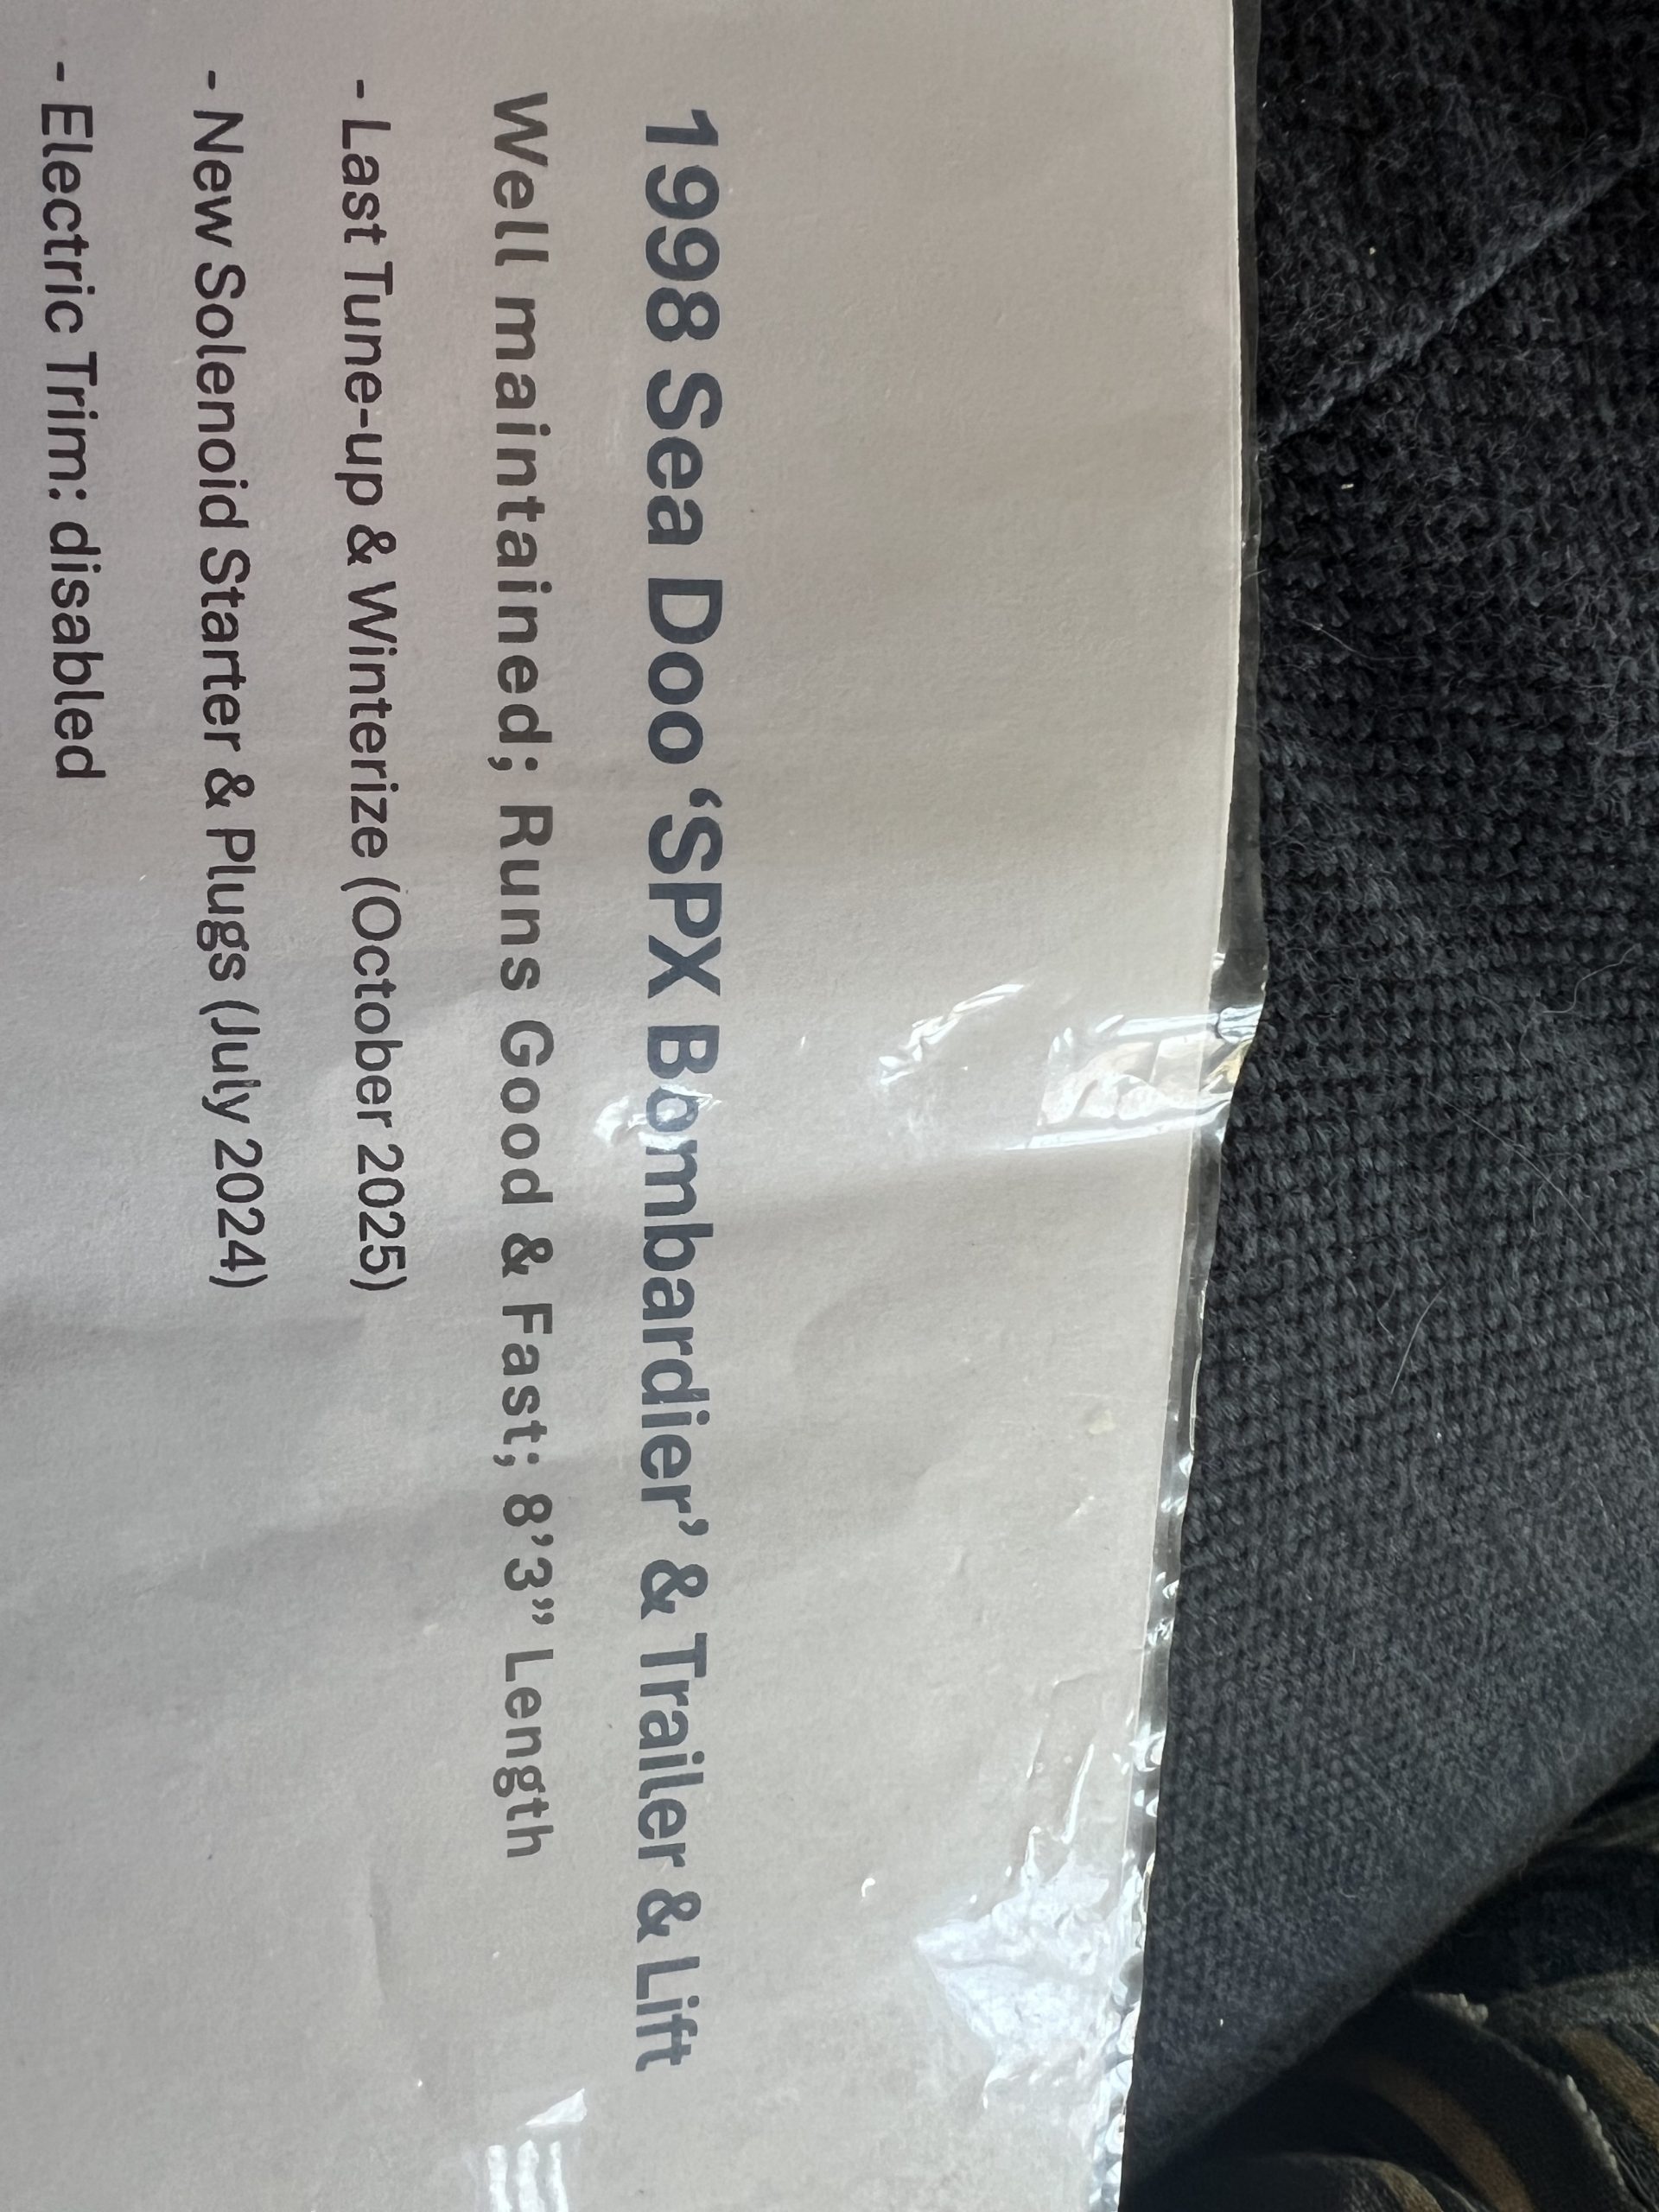 1998 Sea Doo ‘SPX Bombardier’ & Trailer & Lift
Well maintained; Runs Good & Fast; 8’3” Length
- Last Tune-up & Winterize (October 2025)
- New Solenoid Starter & Plugs (July 2024)
- Electric Trim: disabled